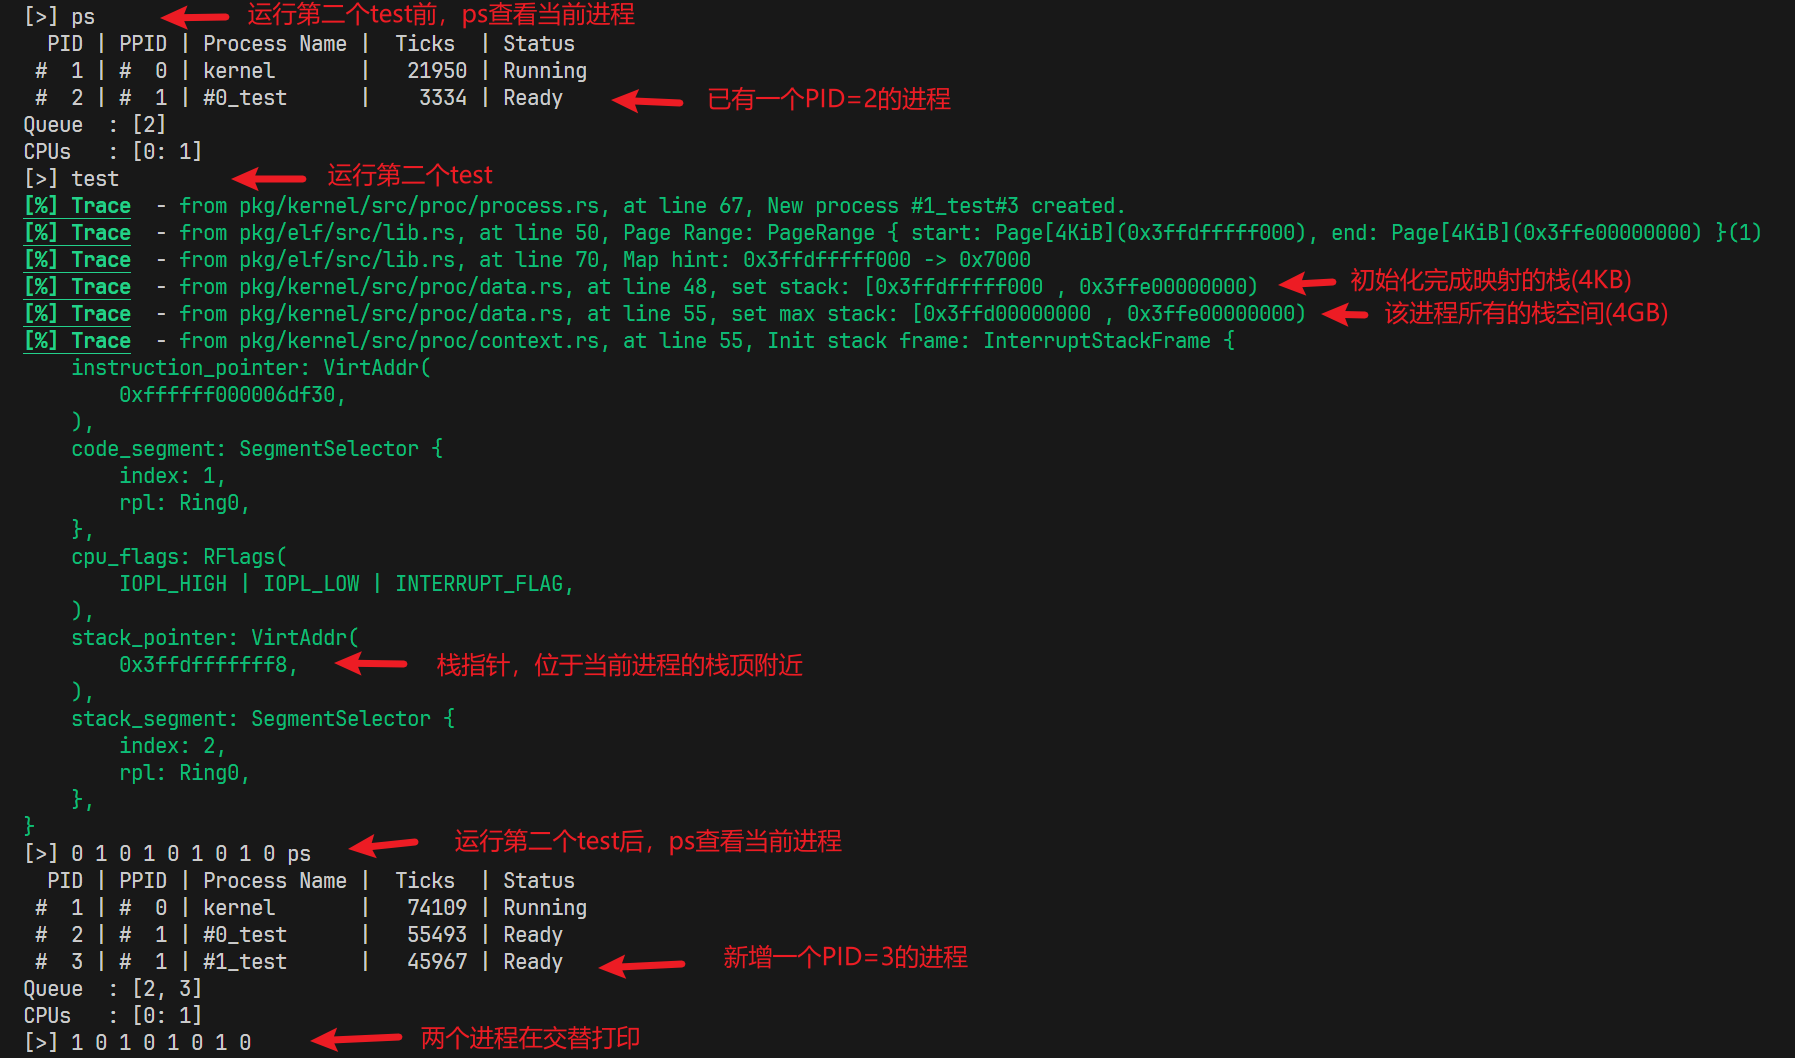 [>] ps 运行第二个test前，ps查看当前进程
PID | PPID | Process Name | Ticks | Status
# 1 | # 0 | kernel | 21950 | Running
# 2 | # 1 | #0_test | 3334 | Ready 已有一个PID=2的进程
Queue : [2]
CPUs : [0: 1]
[>] test 运行第二个test
[%] Trace - from pkg/kernel/src/proc/process.rs, at line 67, New process #1_test#3 created.
[%] Trace - from pkg/elf/src/lib.rs, at line 50, Page Range: PageRange { start: Page[4KiB](0x3ffdfffff000), end: Page[4KiB](0x3ffe00000000) }(1)
[%] Trace - from pkg/elf/src/lib.rs, at line 70, Map hint: 0x3ffdfffff000 -> 0x7000
[%] Trace - from pkg/kernel/src/proc/data.rs, at line 48, set stack: [0x3ffdfffff000 , 0x3ffe00000000) 初始化完成映射的栈(4KB)
[%] Trace - from pkg/kernel/src/proc/data.rs, at line 55, set max stack: [0x3ffd00000000 , 0x3ffe00000000) 该进程所有的栈空间(4GB)
[%] Trace - from pkg/kernel/src/proc/context.rs, at line 55, Init stack frame: InterruptStackFrame {
instruction_pointer: VirtAddr(
0xffffff000006df30,
),
code_segment: SegmentSelector {
index: 1,
rpl: Ring0,
},
cpu_flags: RFlags(
IOPL_HIGH | IOPL_LOW | INTERRUPT_FLAG,
),
stack_pointer: VirtAddr(
0x3ffdfffffff8, 栈指针，位于当前进程的栈顶附近
),
stack_segment: SegmentSelector {
index: 2,
rpl: Ring0,
},
}
[>] 0 1 0 1 0 1 0 1 0 ps 运行第二个test后，ps查看当前进程
PID | PPID | Process Name | Ticks | Status
# 1 | # 0 | kernel | 74109 | Running
# 2 | # 1 | #0_test | 55493 | Ready
# 3 | # 1 | #1_test | 45967 | Ready 新增一个PID=3的进程
Queue : [2, 3]
CPUs : [0: 1]
[>] 1 0 1 0 1 0 1 0 两个进程在交替打印